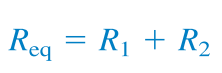 R_eq = R_1 + R_2